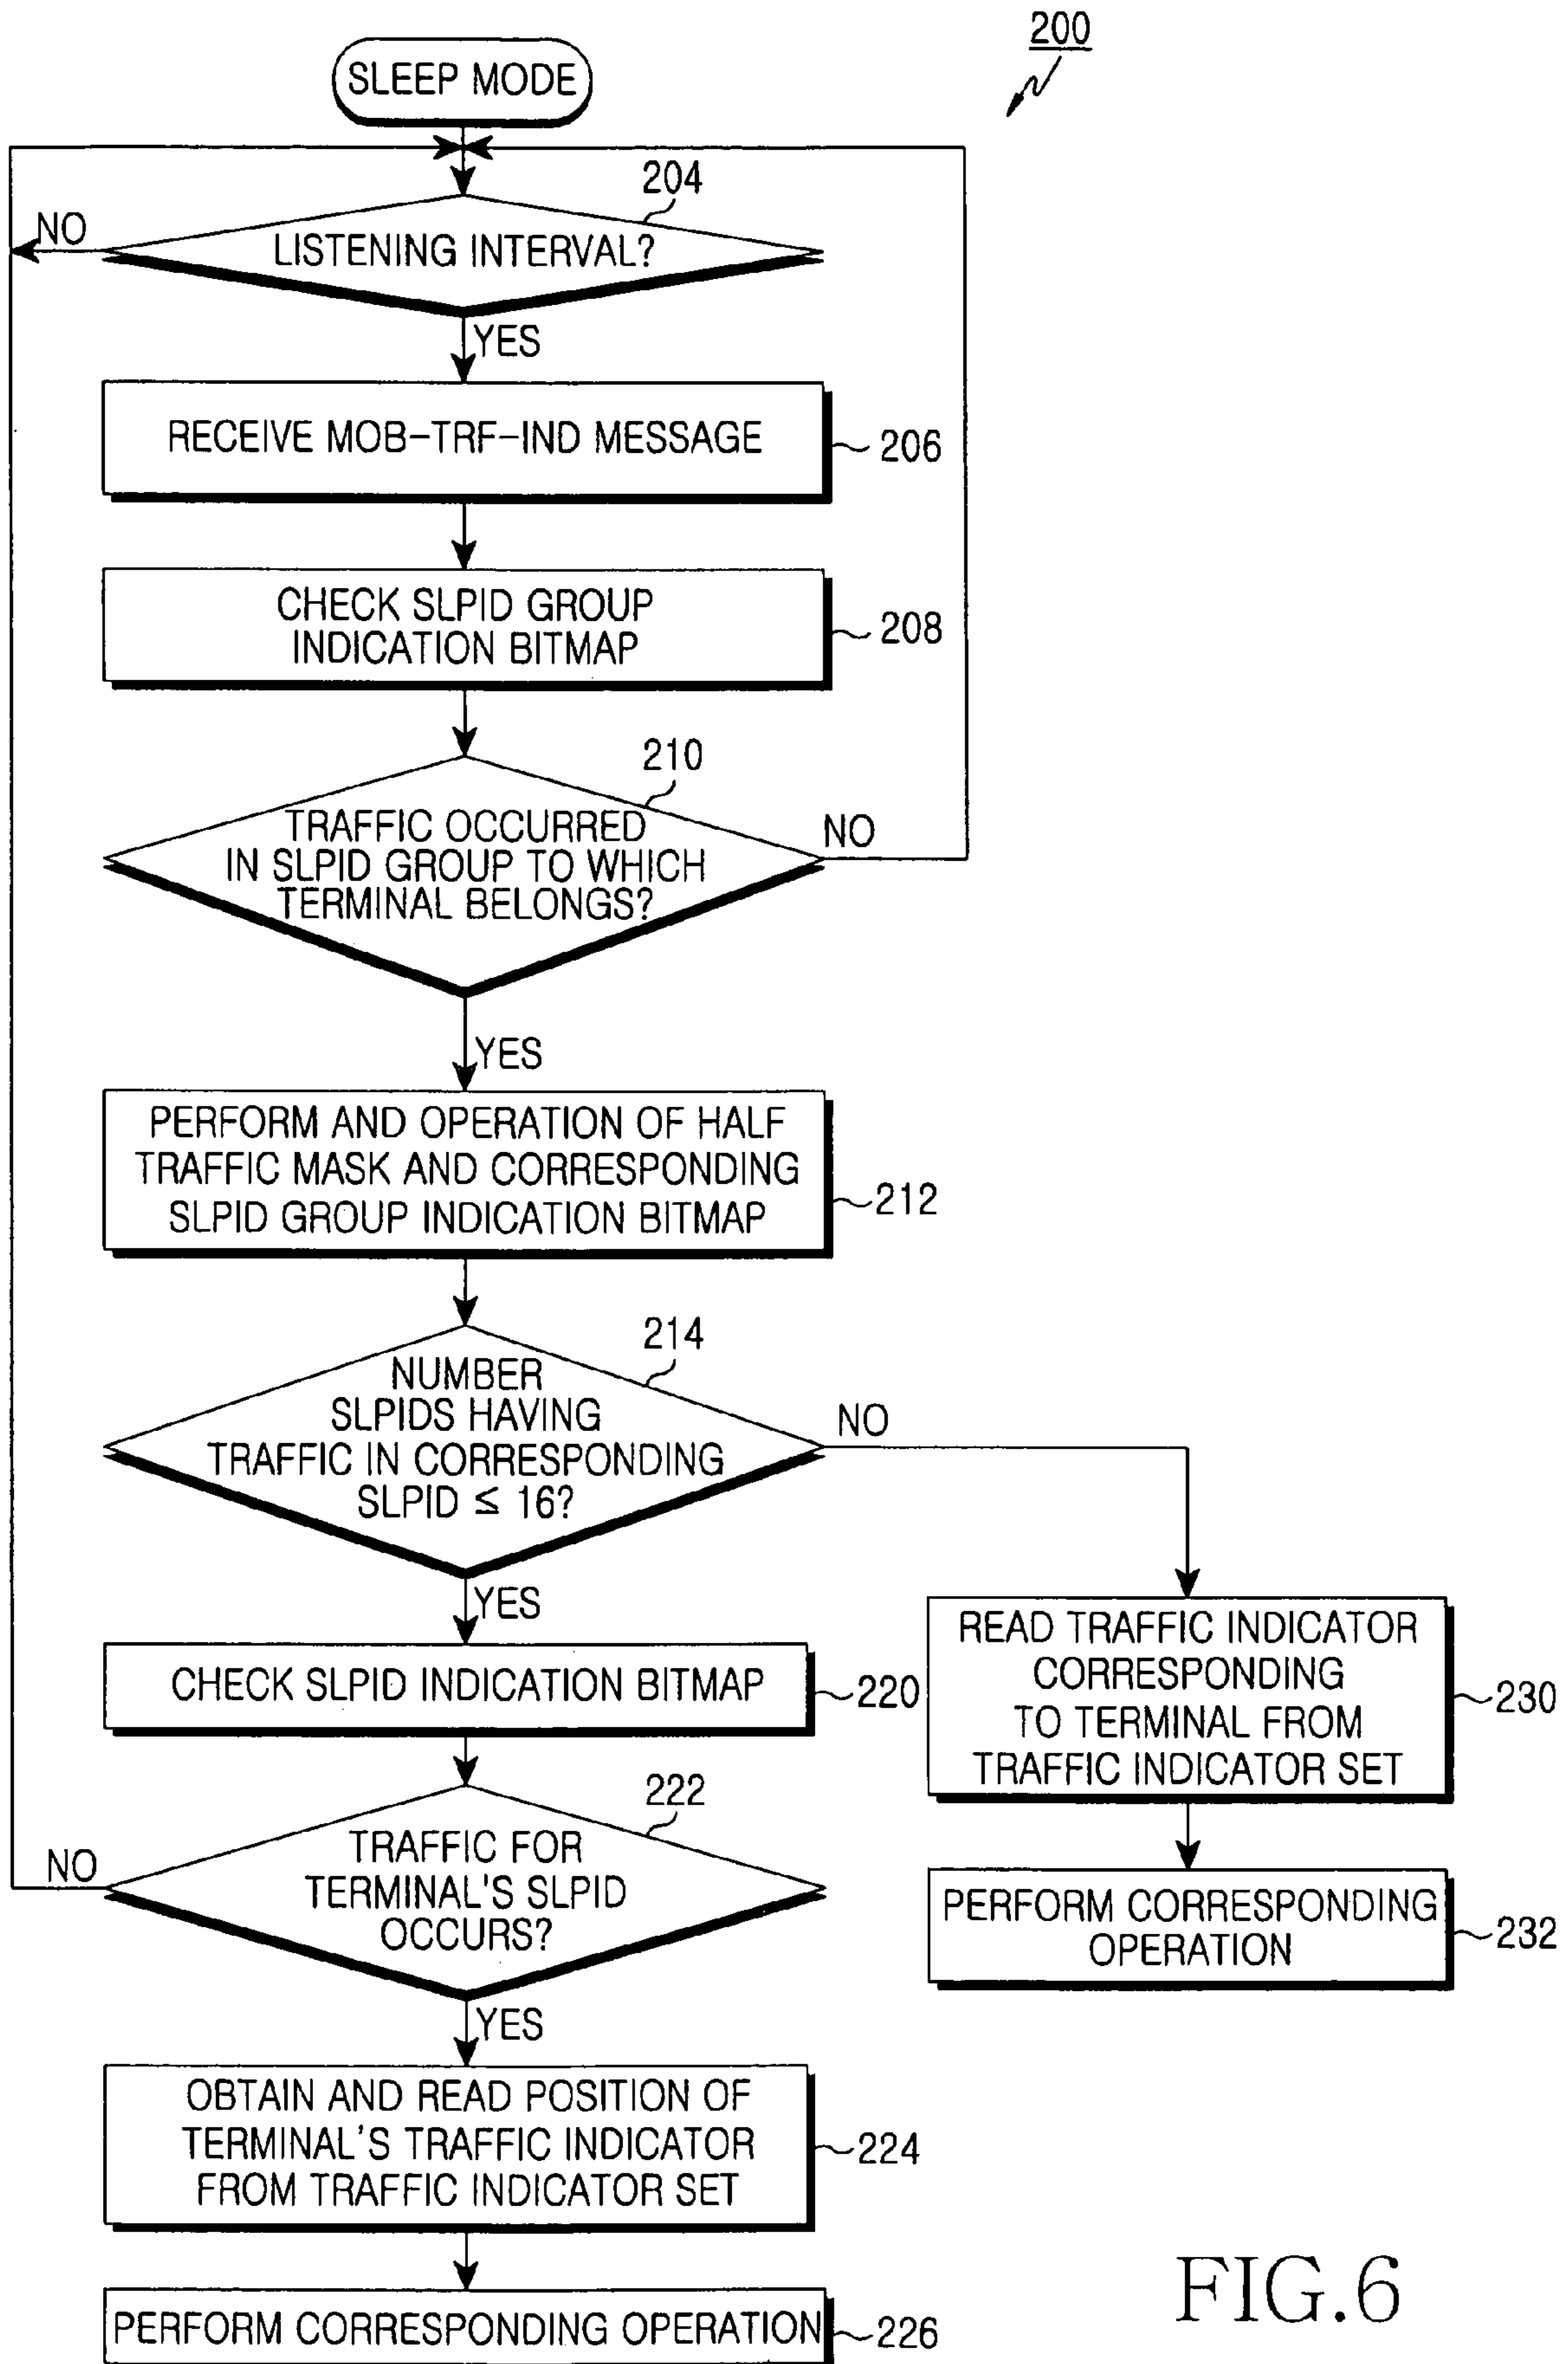 200
SLEEP MODE
204
NO
LISTENING INTERVAL?
YES
RECEIVE MOB-TRF-IND MESSAGE
206
CHECK SLPID GROUP
INDICATION BITMAP
208
210
TRAFFIC OCCURRED
IN SLPID GROUP TO WHICH
TERMINAL BELONGS?
NO
YES
PERFORM AND OPERATION OF HALF
TRAFFIC MASK AND CORRESPONDING
SLPID GROUP INDICATION BITMAP
212
214
NUMBER
SLPIDS HAVING
TRAFFIC IN CORRESPONDING
SLPID ≤ 16?
NO
YES
CHECK SLPID INDICATION BITMAP
220
READ TRAFFIC INDICATOR
CORRESPONDING
TO TERMINAL FROM
TRAFFIC INDICATOR SET
230
222
TRAFFIC FOR
TERMINAL'S SLPID
OCCURS?
NO
YES
PERFORM CORRESPONDING
OPERATION
232
OBTAIN AND READ POSITION OF
TERMINAL'S TRAFFIC INDICATOR
FROM TRAFFIC INDICATOR SET
224
PERFORM CORRESPONDING OPERATION
226
FIG.6